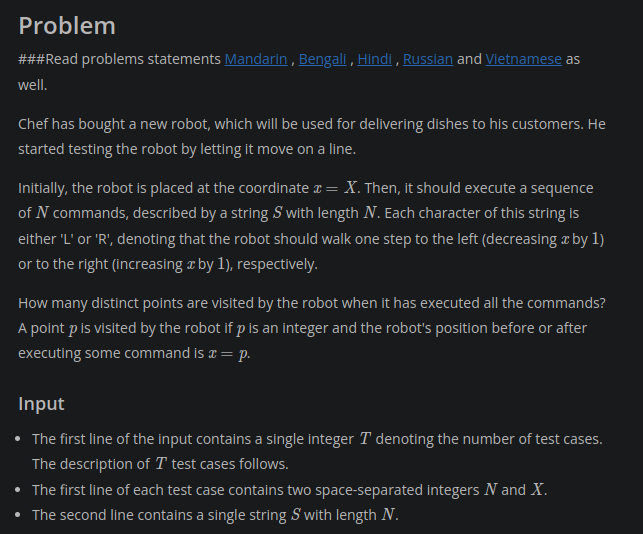 Problem
###Read problems statements Mandarin , Bengali , Hindi , Russian and Vietnamese as
well.
Chef has bought a new robot, which will be used for delivering dishes to his customers. He
started testing the robot by letting it move on a line.
Initially, the robot is placed at the coordinate x = X. Then, it should execute a sequence
of N commands, described by a string S with length N. Each character of this string is
either 'L' or 'R', denoting that the robot should walk one step to the left (decreasing x by 1)
or to the right (increasing x by 1), respectively.
How many distinct points are visited by the robot when it has executed all the commands?
A point p is visited by the robot if p is an integer and the robot's position before or after
executing some command is x = p.
Input
• The first line of the input contains a single integer T denoting the number of test cases.
The description of T test cases follows.
• The first line of each test case contains two space-separated integers N and X.
• The second line contains a single string S with length N.